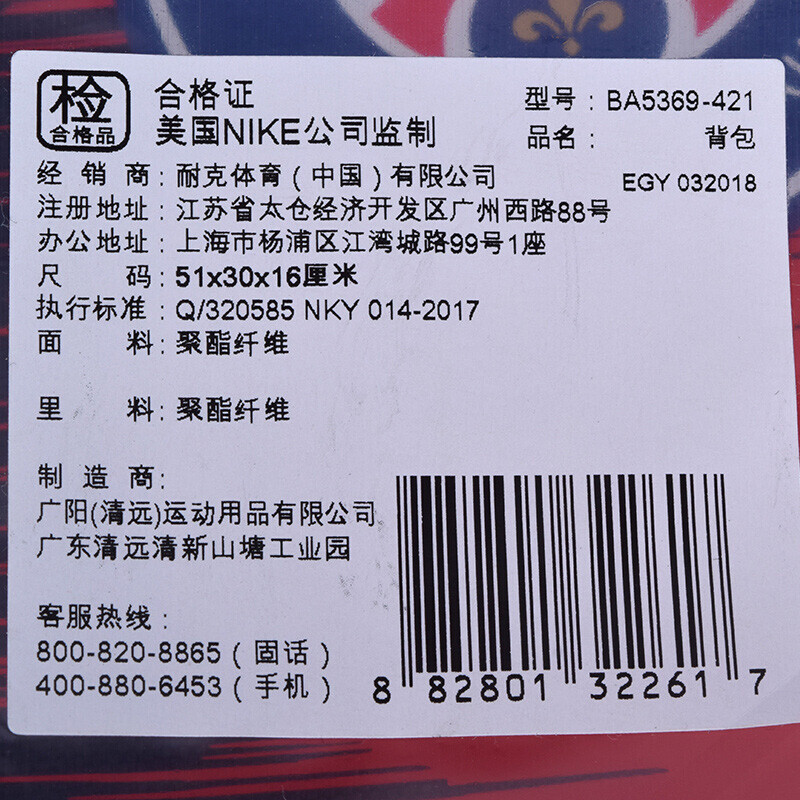 检
合格品
合格证
美国NIKE公司监制
型号：BA5369-421
品名：背包
EGY 032018
经销商：耐克体育（中国）有限公司
注册地址：江苏省太仓经济开发区广州西路88号
办公地址：上海市杨浦区江湾城路99号1座
尺码：51x30x16厘米
执行标准：Q/320585 NKY 014-2017
面料：聚酯纤维
里料：聚酯纤维
制造商：
广阳(清远)运动用品有限公司
广东清远清新山塘工业园
客服热线：
800-820-8865（固话）
400-880-6453（手机）
8 82801 32261 7